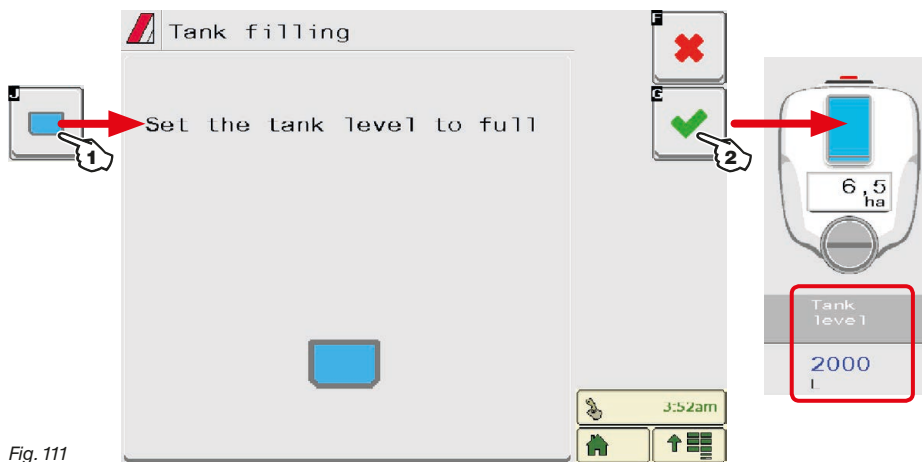 Tank filling
F
J
G
Set the tank level to full
1
2
6,5
ha
Tank
level
2000
L
3:52am
Fig. 111